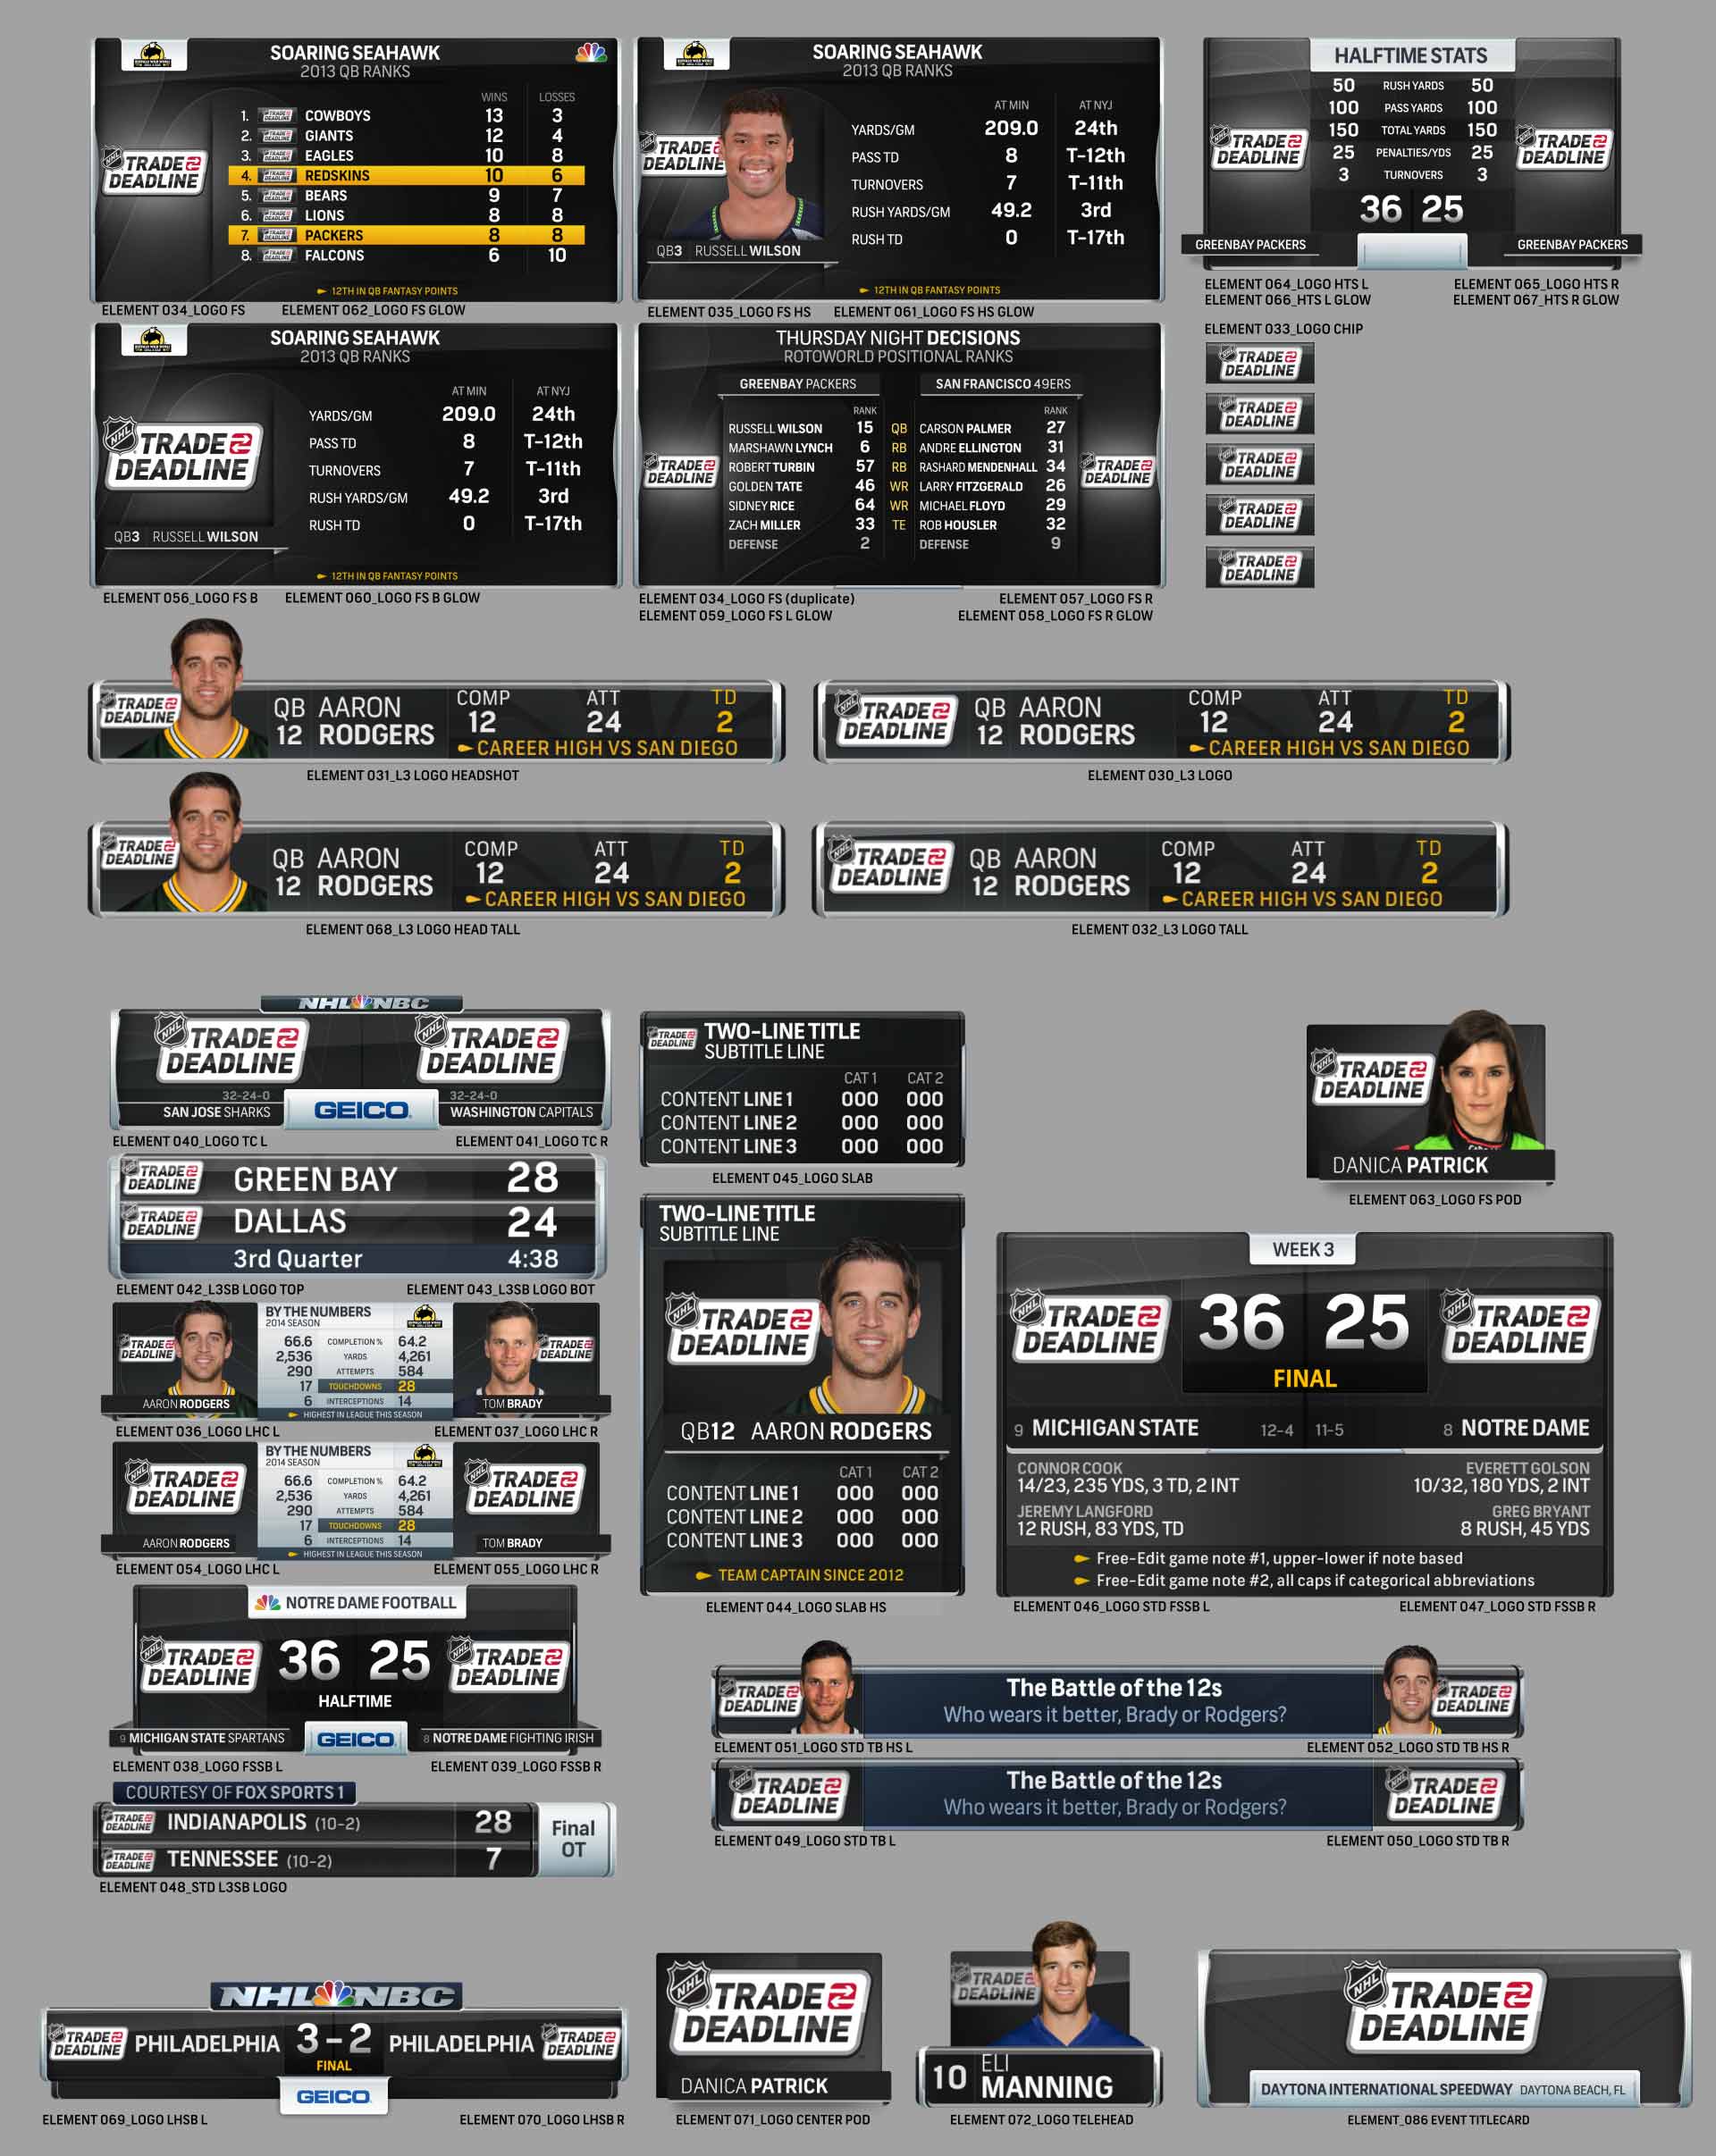 SOARING SEAHAWK
2013 QB RANKS
WINS LOSSES
1. COWBOYS 13 3
2. GIANTS 12 4
3. EAGLES 10 8
4. REDSKINS 10 6
5. BEARS 9 7
6. LIONS 8 8
7. PACKERS 8 8
8. FALCONS 6 10
NHL TRADE DEADLINE
12TH IN QB FANTASY POINTS
ELEMENT 034_LOGO FS ELEMENT 062_LOGO FS GLOW
SOARING SEAHAWK
2013 QB RANKS
AT MIN AT NYJ
YARDS/GM 209.0 24th
PASS TD 8 T-12th
TURNOVERS 7 T-11th
RUSH YARDS/GM 49.2 3rd
RUSH TD 0 T-17th
TRADE
DEADLINE
QB3 RUSSELL WILSON
12TH IN QB FANTASY POINTS
ELEMENT 035_LOGO FS HS ELEMENT 061_LOGO FS HS GLOW
HALFTIME STATS
50 RUSH YARDS 50
100 PASS YARDS 100
150 TOTAL YARDS 150
25 PENALTIES/YDS 25
3 TURNOVERS 3
36 25
TRADE DEADLINE
TRADE DEADLINE
GREENBAY PACKERS GREENBAY PACKERS
ELEMENT 064_LOGO HTS L ELEMENT 065_LOGO HTS R
ELEMENT 066_HTS L GLOW ELEMENT 067_HTS R GLOW
SOARING SEAHAWK
2013 QB RANKS
AT MIN AT NYJ
YARDS/GM 209.0 24th
PASS TD 8 T-12th
TURNOVERS 7 T-11th
RUSH YARDS/GM 49.2 3rd
RUSH TD 0 T-17th
NHL TRADE
DEADLINE
QB3 RUSSELL WILSON
12TH IN QB FANTASY POINTS
ELEMENT 056_LOGO FS B ELEMENT 060_LOGO FS B GLOW
THURSDAY NIGHT DECISIONS
ROTOWORLD POSITIONAL RANKS
GREENBAY PACKERS SAN FRANCISCO 49ERS
RANK RANK
RUSSELL WILSON 15 QB CARSON PALMER 27
MARSHAWN LYNCH 6 RB ANDRE ELLINGTON 31
ROBERT TURBIN 57 RB RASHARD MENDENHALL 34
GOLDEN TATE 46 WR LARRY FITZGERALD 26
SIDNEY RICE 64 WR MICHAEL FLOYD 29
ZACH MILLER 33 TE ROB HOUSLER 32
DEFENSE 2 DEFENSE 9
TRADE DEADLINE
TRADE DEADLINE
ELEMENT 034_LOGO FS (duplicate) ELEMENT 057_LOGO FS R
ELEMENT 059_LOGO FS L GLOW ELEMENT 058_LOGO FS R GLOW
ELEMENT 033_LOGO CHIP
TRADE DEADLINE
TRADE DEADLINE
TRADE DEADLINE
TRADE DEADLINE
TRADE DEADLINE
TRADE DEADLINE
QB 12 AARON RODGERS
COMP ATT TD
12 24 2
CAREER HIGH VS SAN DIEGO
ELEMENT 031_L3 LOGO HEADSHOT
TRADE DEADLINE
QB 12 AARON RODGERS
COMP ATT TD
12 24 2
CAREER HIGH VS SAN DIEGO
ELEMENT 030_L3 LOGO
TRADE DEADLINE
QB 12 AARON RODGERS
COMP ATT TD
12 24 2
CAREER HIGH VS SAN DIEGO
ELEMENT 068_L3 LOGO HEAD TALL
TRADE DEADLINE
QB 12 AARON RODGERS
COMP ATT TD
12 24 2
CAREER HIGH VS SAN DIEGO
ELEMENT 032_L3 LOGO TALL
NHL NBC
NHL TRADE DEADLINE
NHL TRADE DEADLINE
32-24-0 32-24-0
SAN JOSE SHARKS GEICO WASHINGTON CAPITALS
ELEMENT 040_LOGO TC L ELEMENT 041_LOGO TC R
TRADE DEADLINE GREEN BAY 28
TRADE DEADLINE DALLAS 24
3rd Quarter 4:38
ELEMENT 042_L3SB LOGO TOP ELEMENT 043_L3SB LOGO BOT
BY THE NUMBERS
2014 SEASON
66.6 COMPLETION % 64.2
2,536 YARDS 4,261
290 ATTEMPTS 584
17 TOUCHDOWNS 28
6 INTERCEPTIONS 14
HIGHEST IN LEAGUE THIS SEASON
TRADE DEADLINE
TRADE DEADLINE
AARON RODGERS TOM BRADY
ELEMENT 036_LOGO LHC L ELEMENT 037_LOGO LHC R
BY THE NUMBERS
2014 SEASON
66.6 COMPLETION % 64.2
2,536 YARDS 4,261
290 ATTEMPTS 584
17 TOUCHDOWNS 28
6 INTERCEPTIONS 14
HIGHEST IN LEAGUE THIS SEASON
TRADE DEADLINE
TRADE DEADLINE
AARON RODGERS TOM BRADY
ELEMENT 054_LOGO LHC L ELEMENT 055_LOGO LHC R
NOTRE DAME FOOTBALL
TRADE DEADLINE 36 25 TRADE DEADLINE
HALFTIME
9 MICHIGAN STATE SPARTANS GEICO 8 NOTRE DAME FIGHTING IRISH
ELEMENT 038_LOGO FSSB L ELEMENT 039_LOGO FSSB R
COURTESY OF FOX SPORTS 1
TRADE DEADLINE INDIANAPOLIS (10-2) 28
TRADE DEADLINE TENNESSEE (10-2) 7
Final
OT
ELEMENT 048_STD L3SB LOGO
TRADE DEADLINE
TWO-LINE TITLE
SUBTITLE LINE
CAT 1 CAT 2
CONTENT LINE 1 000 000
CONTENT LINE 2 000 000
CONTENT LINE 3 000 000
ELEMENT 045_LOGO SLAB
TWO-LINE TITLE
SUBTITLE LINE
NHL TRADE DEADLINE
QB12 AARON RODGERS
CAT 1 CAT 2
CONTENT LINE 1 000 000
CONTENT LINE 2 000 000
CONTENT LINE 3 000 000
TEAM CAPTAIN SINCE 2012
ELEMENT 044_LOGO SLAB HS
TRADE DEADLINE
DANICA PATRICK
ELEMENT 063_LOGO FS POD
WEEK 3
NHL TRADE DEADLINE 36 25 NHL TRADE DEADLINE
FINAL
9 MICHIGAN STATE 12-4 11-5 8 NOTRE DAME
CONNOR COOK EVERETT GOLSON
14/23, 235 YDS, 3 TD, 2 INT 10/32, 180 YDS, 2 INT
JEREMY LANGFORD GREG BRYANT
12 RUSH, 83 YDS, TD 8 RUSH, 45 YDS
Free-Edit game note #1, upper-lower if note based
Free-Edit game note #2, all caps if categorical abbreviations
ELEMENT 046_LOGO STD FSSB L ELEMENT 047_LOGO STD FSSB R
TRADE DEADLINE
The Battle of the 12s
Who wears it better, Brady or Rodgers?
TRADE DEADLINE
ELEMENT 051_LOGO STD TB HS L ELEMENT 052_LOGO STD TB HS R
TRADE DEADLINE
The Battle of the 12s
Who wears it better, Brady or Rodgers?
TRADE DEADLINE
ELEMENT 049_LOGO STD TB L ELEMENT 050_LOGO STD TB R
NHL NBC
TRADE DEADLINE PHILADELPHIA 3-2 PHILADELPHIA TRADE DEADLINE
FINAL
GEICO
ELEMENT 069_LOGO LHSB L ELEMENT 070_LOGO LHSB R
NHL TRADE DEADLINE
DANICA PATRICK
ELEMENT 071_LOGO CENTER POD
TRADE DEADLINE
10 ELI MANNING
ELEMENT 072_LOGO TELEHEAD
NHL TRADE DEADLINE
DAYTONA INTERNATIONAL SPEEDWAY DAYTONA BEACH, FL
ELEMENT_086 EVENT TITLECARD